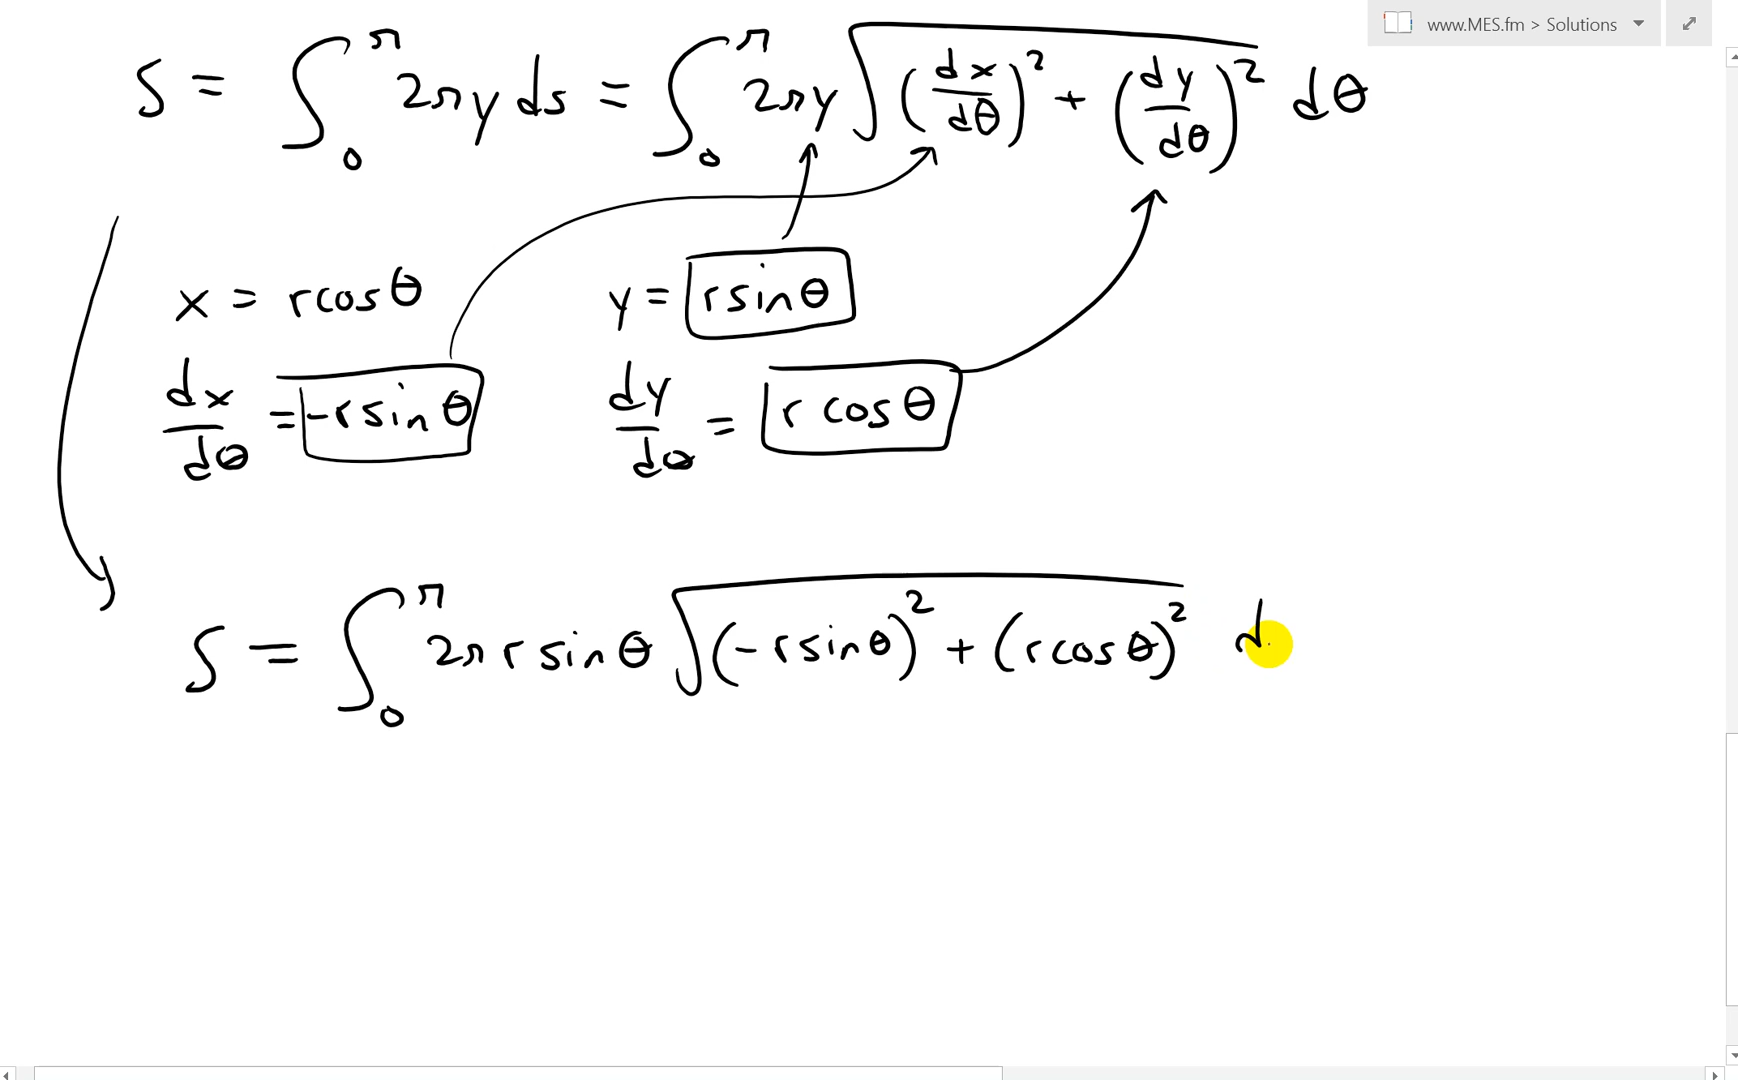 www.MES.fm > Solutions
S = ∫₀^π 2πy ds = ∫₀^π 2πy √((dx/dθ)² + (dy/dθ)²) dθ
x = rcosθ y = rsinθ
dx/dθ = -rsinθ dy/dθ = r cosθ
S = ∫₀^π 2πr sinθ √((-rsinθ)² + (rcosθ)²) d